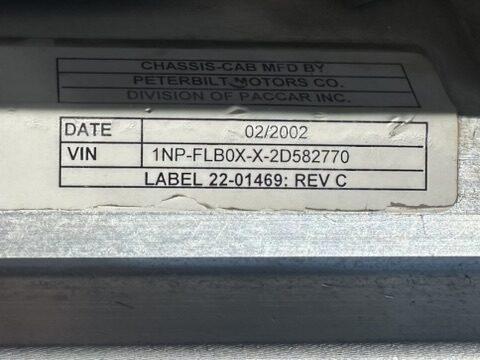 CHASSIS-CAB MFD BY
PETERBILT MOTORS CO.
DIVISION OF PACCAR INC.
DATE 02/2002
VIN 1NP-FLB0X-X-2D582770
LABEL 22-01469: REV C